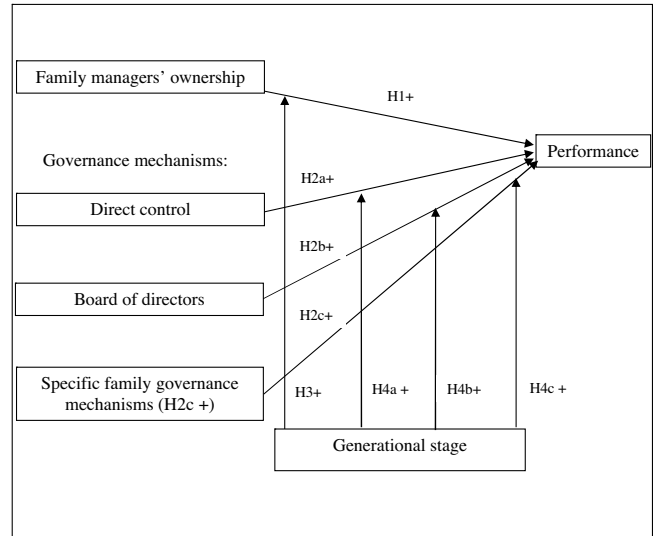 Family managers' ownership
H1+
Performance
Governance mechanisms:
H2a+
Direct control
H2b+
Board of directors
H2c+
Specific family governance
mechanisms (H2c +)
H3+
H4a +
H4b+
H4c +
Generational stage